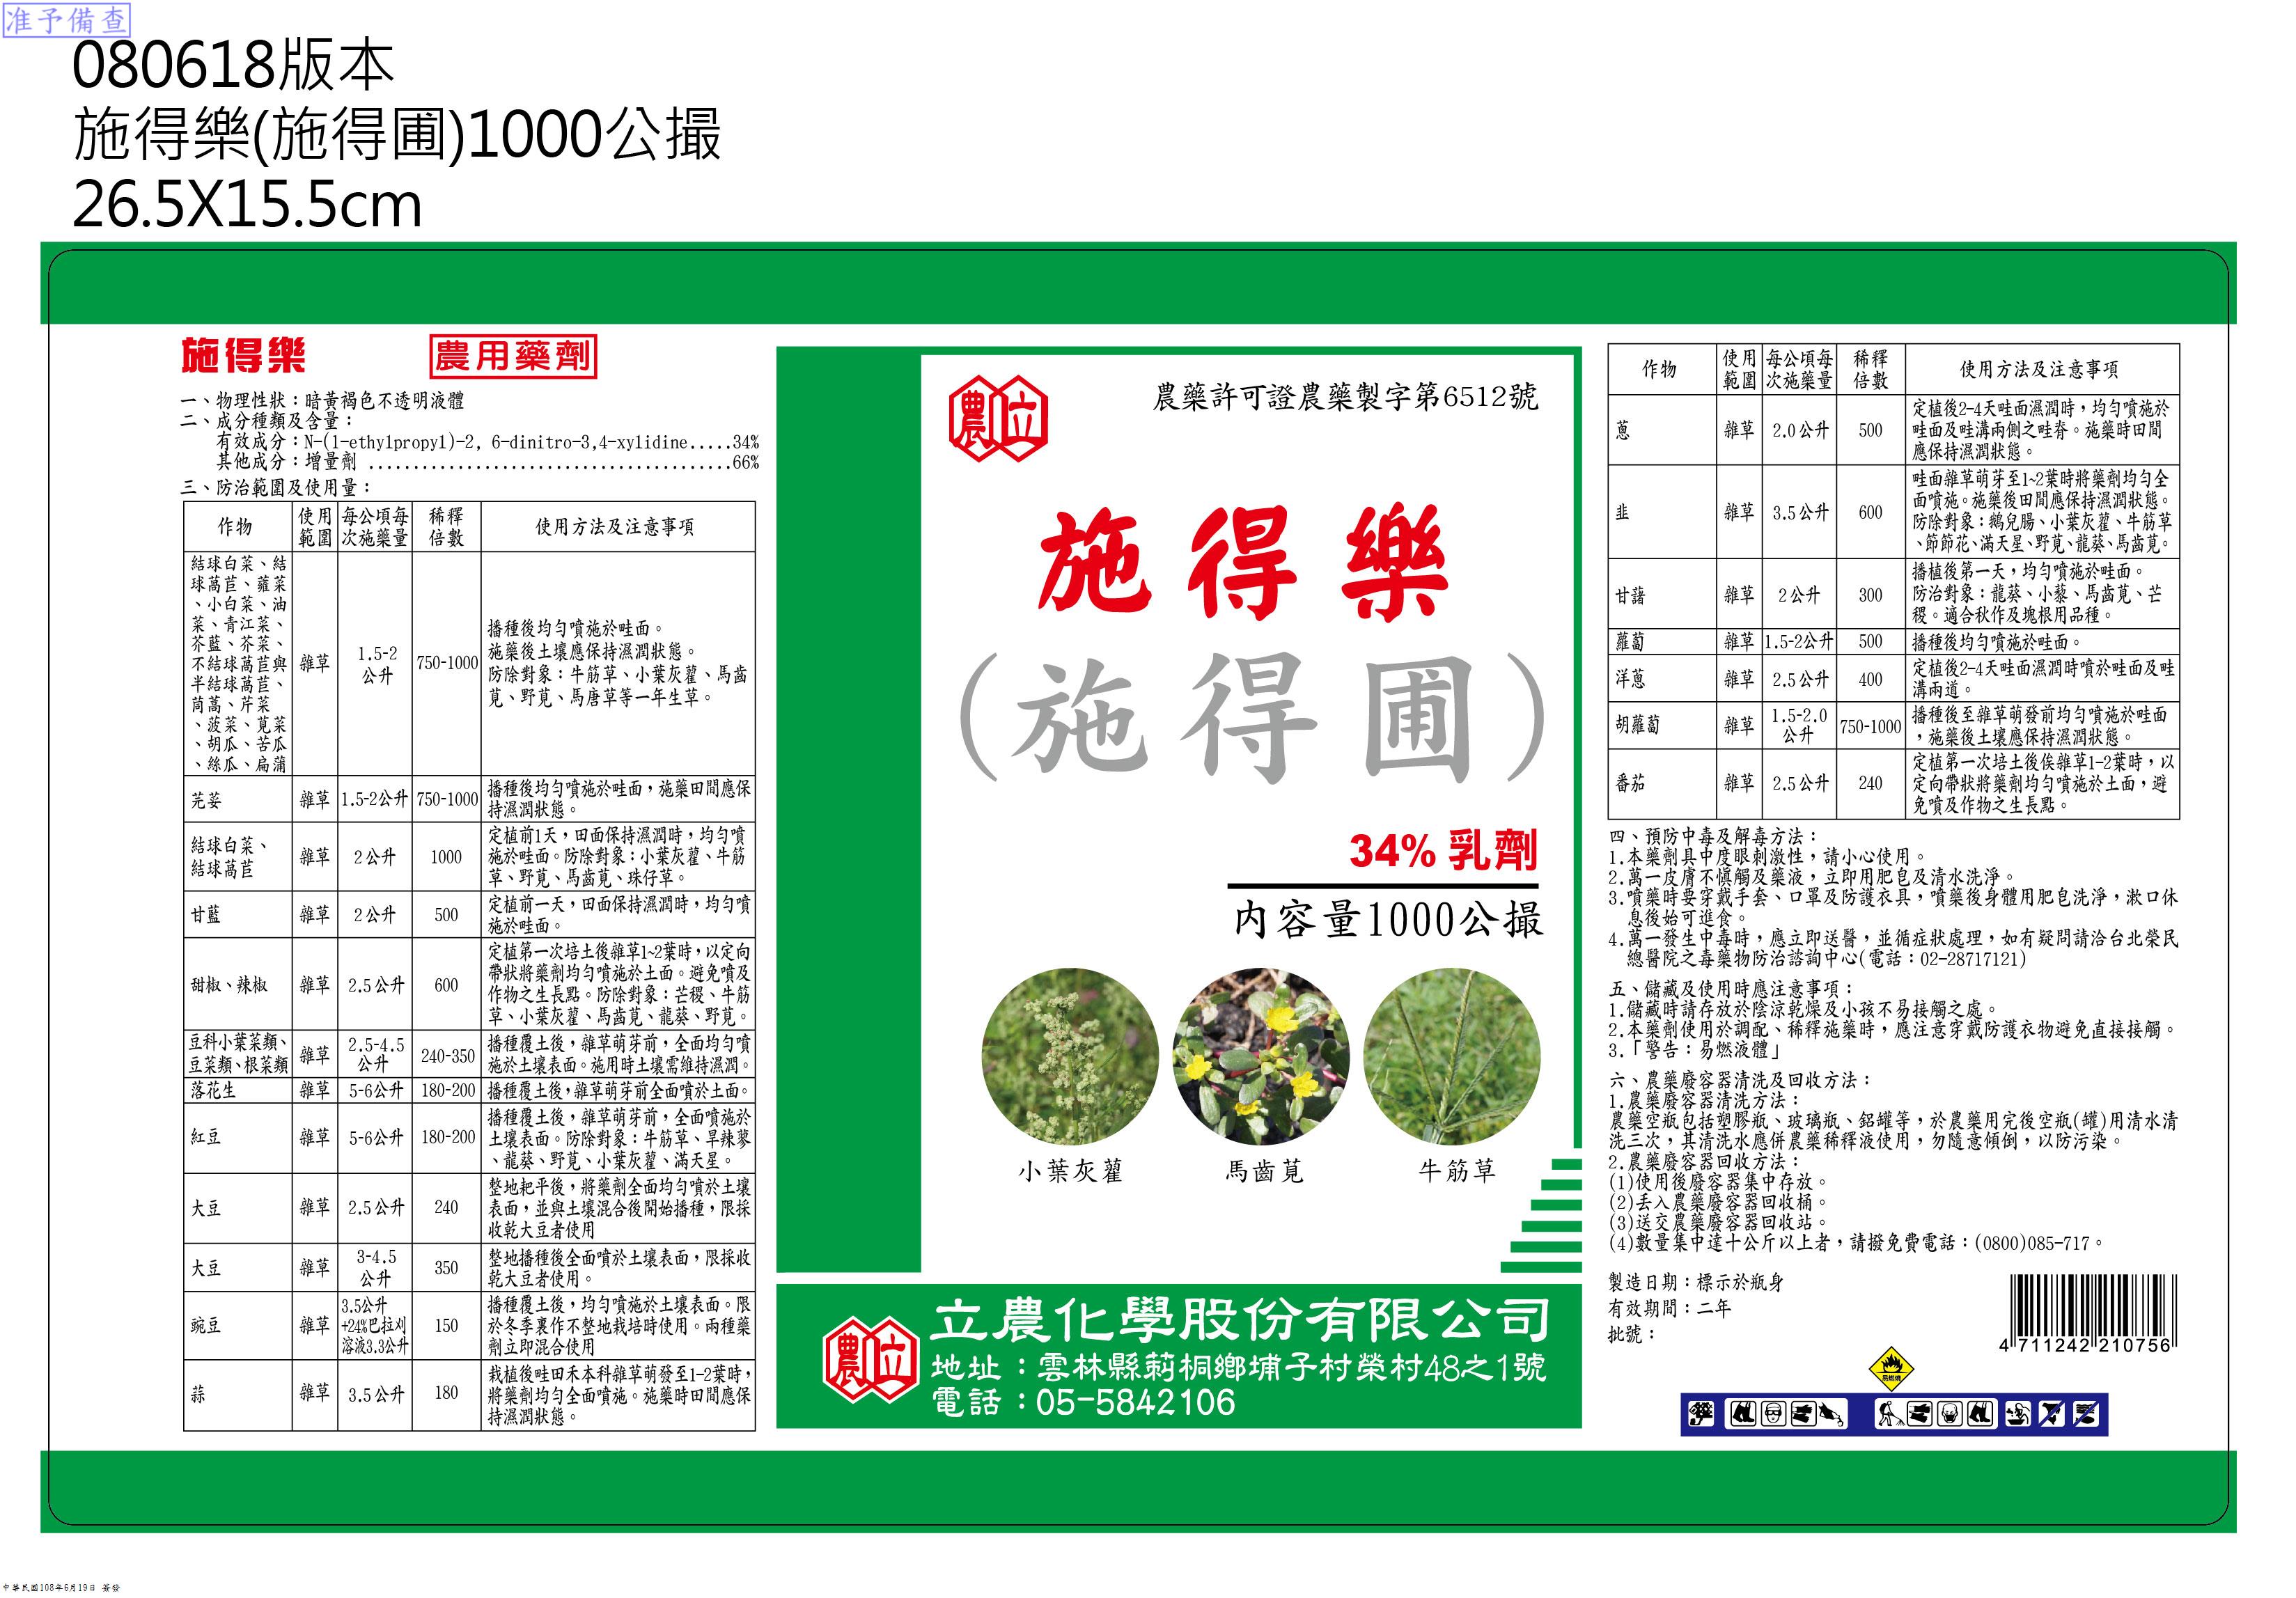 准予備查
080618版本
施得樂(施得圃)1000公撮
26.5X15.5cm
施得樂
農用藥劑
一、物理性狀：暗黃褐色不透明液體
二、成分種類及含量：
有效成分：N-(1-ethylpropyl)-2, 6-dinitro-3,4-xylidine.....34%
其他成分：增量劑 .........................................66%
三、防治範圍及使用量：
作物 使用範圍 每公頃每次施藥量 稀釋倍數 使用方法及注意事項
結球白菜、結
球萵苣、蕹菜
、小白菜、油
菜、青江菜、
芥藍、芥菜、
不結球萵苣與
半結球萵苣、
茼蒿、芹菜
、菠菜、莧菜
、胡瓜、苦瓜
、絲瓜、扁蒲
雜草
1.5-2
公升
750-1000
播種後均勻噴施於畦面。
施藥後土壤應保持濕潤狀態。
防除對象：牛筋草、小葉灰藋、馬齒
莧、野莧、馬唐草等一年生草。
芫荽 雜草 1.5-2公升 750-1000
播種後均勻噴施於畦面，施藥田間應保
持濕潤狀態。
結球白菜、
結球萵苣
雜草 2公升 1000
定植前1天，田面保持濕潤時，均勻噴
施於畦面。防除對象：小葉灰藋、牛筋
草、野莧、馬齒莧、珠仔草。
甘藍 雜草 2公升 500
定植前一天，田面保持濕潤時，均勻噴
施於畦面。
甜椒、辣椒 雜草 2.5公升 600
定植第一次培土後雜草1~2葉時，以定向
帶狀將藥劑均勻噴施於土面。避免噴及
作物之生長點。防除對象：芒稷、牛筋
草、小葉灰藋、馬齒莧、龍葵、野莧。
豆科小葉菜類、
豆菜類、根菜類
雜草
2.5-4.5
公升
240-350
播種覆土後，雜草萌芽前，全面均勻噴
施於土壤表面。施用時土壤需維持濕潤。
落花生 雜草 5-6公升 180-200 播種覆土後，雜草萌芽前全面噴於土面。
紅豆 雜草 5-6公升 180-200
播種覆土後，雜草萌芽前，全面噴施於
土壤表面。防除對象：牛筋草、旱辣蓼
、龍葵、野莧、小葉灰藋、滿天星。
大豆 雜草 2.5公升 240
整地耙平後，將藥劑全面均勻噴於土壤
表面，並與土壤混合後開始播種，限採
收乾大豆者使用
大豆 雜草
3-4.5
公升
350
整地播種後全面噴於土壤表面，限採收
乾大豆者使用。
豌豆 雜草
3.5公升
+24%巴拉刈
溶液3.3公升
150
播種覆土後，均勻噴施於土壤表面。限
於冬季裏作不整地栽培時使用。兩種藥
劑立即混合使用
蒜 雜草 3.5公升 180
栽植後畦田禾本科雜草萌發至1-2葉時，
將藥劑均勻全面噴施。施藥時田間應保
持濕潤狀態。
農藥許可證農藥製字第6512號
農立
施得樂
(施得圃)
34% 乳劑
內容量1000公撮
小葉灰藋 馬齒莧 牛筋草
農立
立農化學股份有限公司
地址：雲林縣莿桐鄉埔子村榮村48之1號
電話：05-5842106
作物 使用範圍 每公頃每次施藥量 稀釋倍數 使用方法及注意事項
蔥 雜草 2.0公升 500
定植後2-4天畦面濕潤時，均勻噴施於
畦面及畦溝兩側之畦脊。施藥時田間
應保持濕潤狀態。
韭 雜草 3.5公升 600
畦面雜草萌芽至1~2葉時將藥劑均勻全
面噴施。施藥後田間應保持濕潤狀態。
防除對象：鵝兒腸、小葉灰藋、牛筋草
、節節花、滿天星、野莧、龍葵、馬齒莧。
甘藷 雜草 2公升 300
播植後第一天，均勻噴施於畦面。
防治對象：龍葵、小藜、馬齒莧、芒
稷。適合秋作及塊根用品種。
蘿蔔 雜草 1.5-2公升 500 播種後均勻噴施於畦面。
洋蔥 雜草 2.5公升 400
定植後2-4天畦面濕潤時噴於畦面及畦
溝兩道。
胡蘿蔔 雜草
1.5-2.0
公升
750-1000
播種後至雜草萌發前均勻噴施於畦面
，施藥後土壤應保持濕潤狀態。
番茄 雜草 2.5公升 240
定植第一次培土後俟雜草1-2葉時，以
定向帶狀將藥劑均勻噴施於土面，避
免噴及作物之生長點。
四、預防中毒及解毒方法：
1.本藥劑具中度眼刺激性，請小心使用。
2.萬一皮膚不慎觸及藥液，立即用肥皂及清水洗淨。
3.噴藥時要穿戴手套、口罩及防護衣具，噴藥後身體用肥皂洗淨，漱口休
息後始可進食。
4.萬一發生中毒時，應立即送醫，並循症狀處理，如有疑問請洽台北榮民
總醫院之毒藥物防治諮詢中心(電話：02-28717121)
五、儲藏及使用時應注意事項：
1.儲藏時請存放於陰涼乾燥及小孩不易接觸之處。
2.本藥劑使用於調配、稀釋施藥時，應注意穿戴防護衣物避免直接接觸。
3.「警告：易燃液體」
六、農藥廢容器清洗及回收方法：
1.農藥廢容器清洗方法：
農藥空瓶包括塑膠瓶、玻璃瓶、鋁罐等，於農藥用完後空瓶(罐)用清水清
洗三次，其清洗水應併農藥稀釋液使用，勿隨意傾倒，以防污染。
2.農藥廢容器回收方法：
(1)使用後廢容器集中存放。
(2)丟入農藥廢容器回收桶。
(3)送交農藥廢容器回收站。
(4)數量集中達十公斤以上者，請撥免費電話：(0800)085-717。
製造日期：標示於瓶身
有效期間：二年
批號：
4 711242 210756
易燃燒
中華民國108年6月19日 簽發